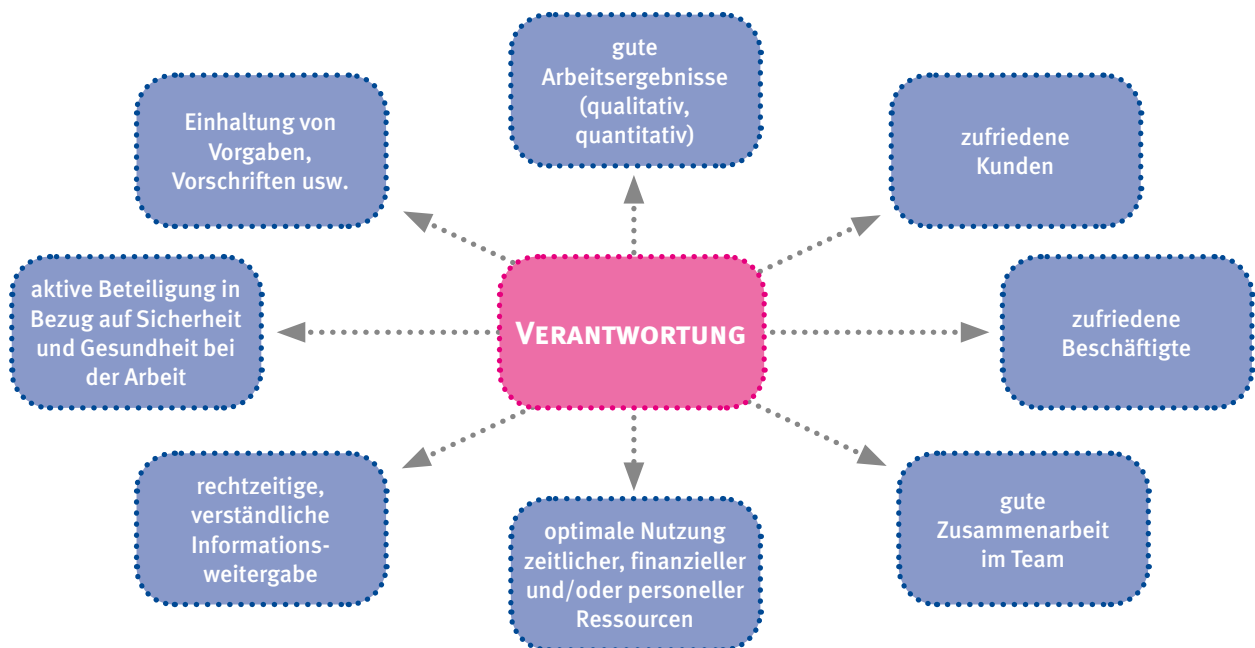 gute
Arbeitsergebnisse
(qualitativ,
quantitativ)
Einhaltung von
Vorgaben,
Vorschriften usw.
zufriedene
Kunden
aktive Beteiligung in
Bezug auf Sicherheit
und Gesundheit bei
der Arbeit
VERANTWORTUNG
zufriedene
Beschäftigte
rechtzeitige,
verständliche
Informations-
weitergabe
optimale Nutzung
zeitlicher, finanzieller
und/oder personeller
Ressourcen
gute
Zusammenarbeit
im Team